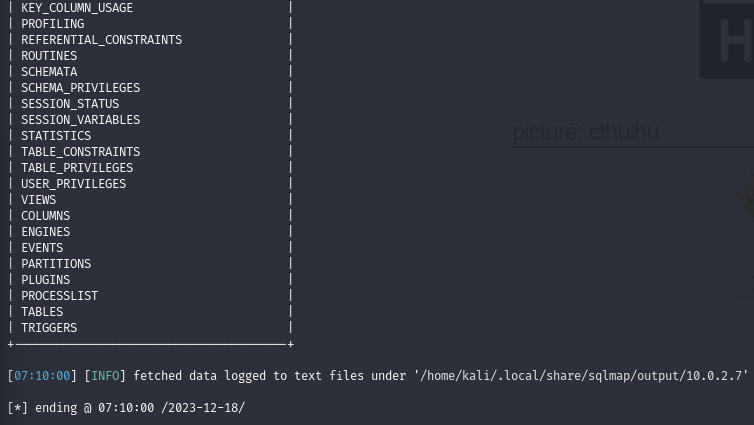 | KEY_COLUMN_USAGE |
| PROFILING |
| REFERENTIAL_CONSTRAINTS |
| ROUTINES |
| SCHEMATA |
| SCHEMA_PRIVILEGES |
| SESSION_STATUS |
| SESSION_VARIABLES |
| STATISTICS |
| TABLE_CONSTRAINTS |
| TABLE_PRIVILEGES |
| USER_PRIVILEGES |
| VIEWS |
| COLUMNS |
| ENGINES |
| EVENTS |
| PARTITIONS |
| PLUGINS |
| PROCESSLIST |
| TABLES |
| TRIGGERS |
+---------------------------------------+
[07:10:00] [INFO] fetched data logged to text files under '/home/kali/.local/share/sqlmap/output/10.0.2.7'
[*] ending @ 07:10:00 /2023-12-18/
H
picture: cthulhu